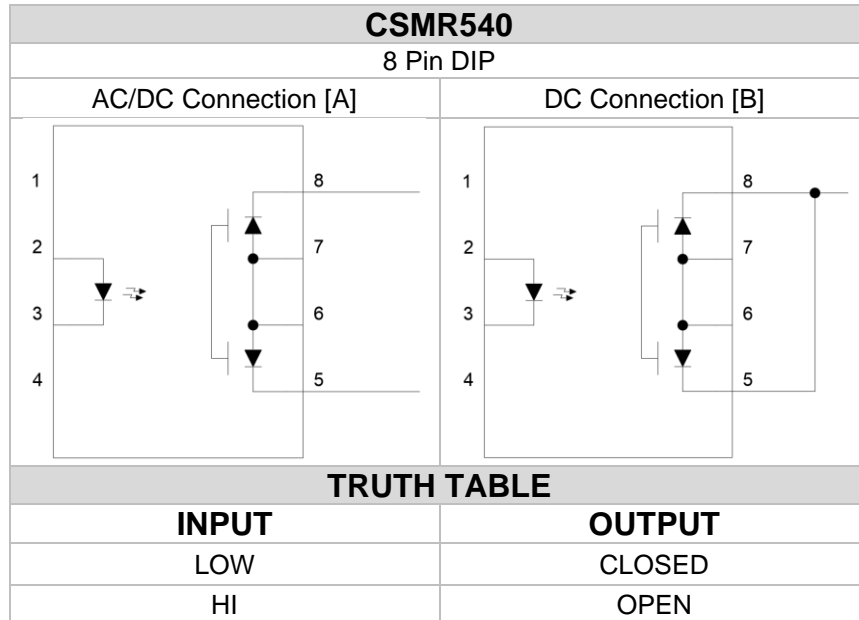 CSMR540
8 Pin DIP
AC/DC Connection [A]
DC Connection [B]
1
8
2
7
3
6
4
5
1
8
2
7
3
6
4
5
TRUTH TABLE
INPUT OUTPUT
LOW CLOSED
HI OPEN